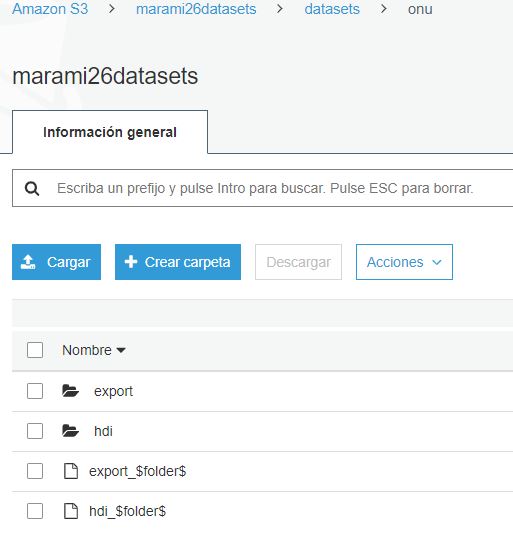 Amazon S3 > marami26datasets > datasets > onu
marami26datasets
Información general
Escriba un prefijo y pulse Intro para buscar. Pulse ESC para borrar.
Cargar + Crear carpeta Descargar Acciones
Nombre
export
hdi
export_$folder$
hdi_$folder$